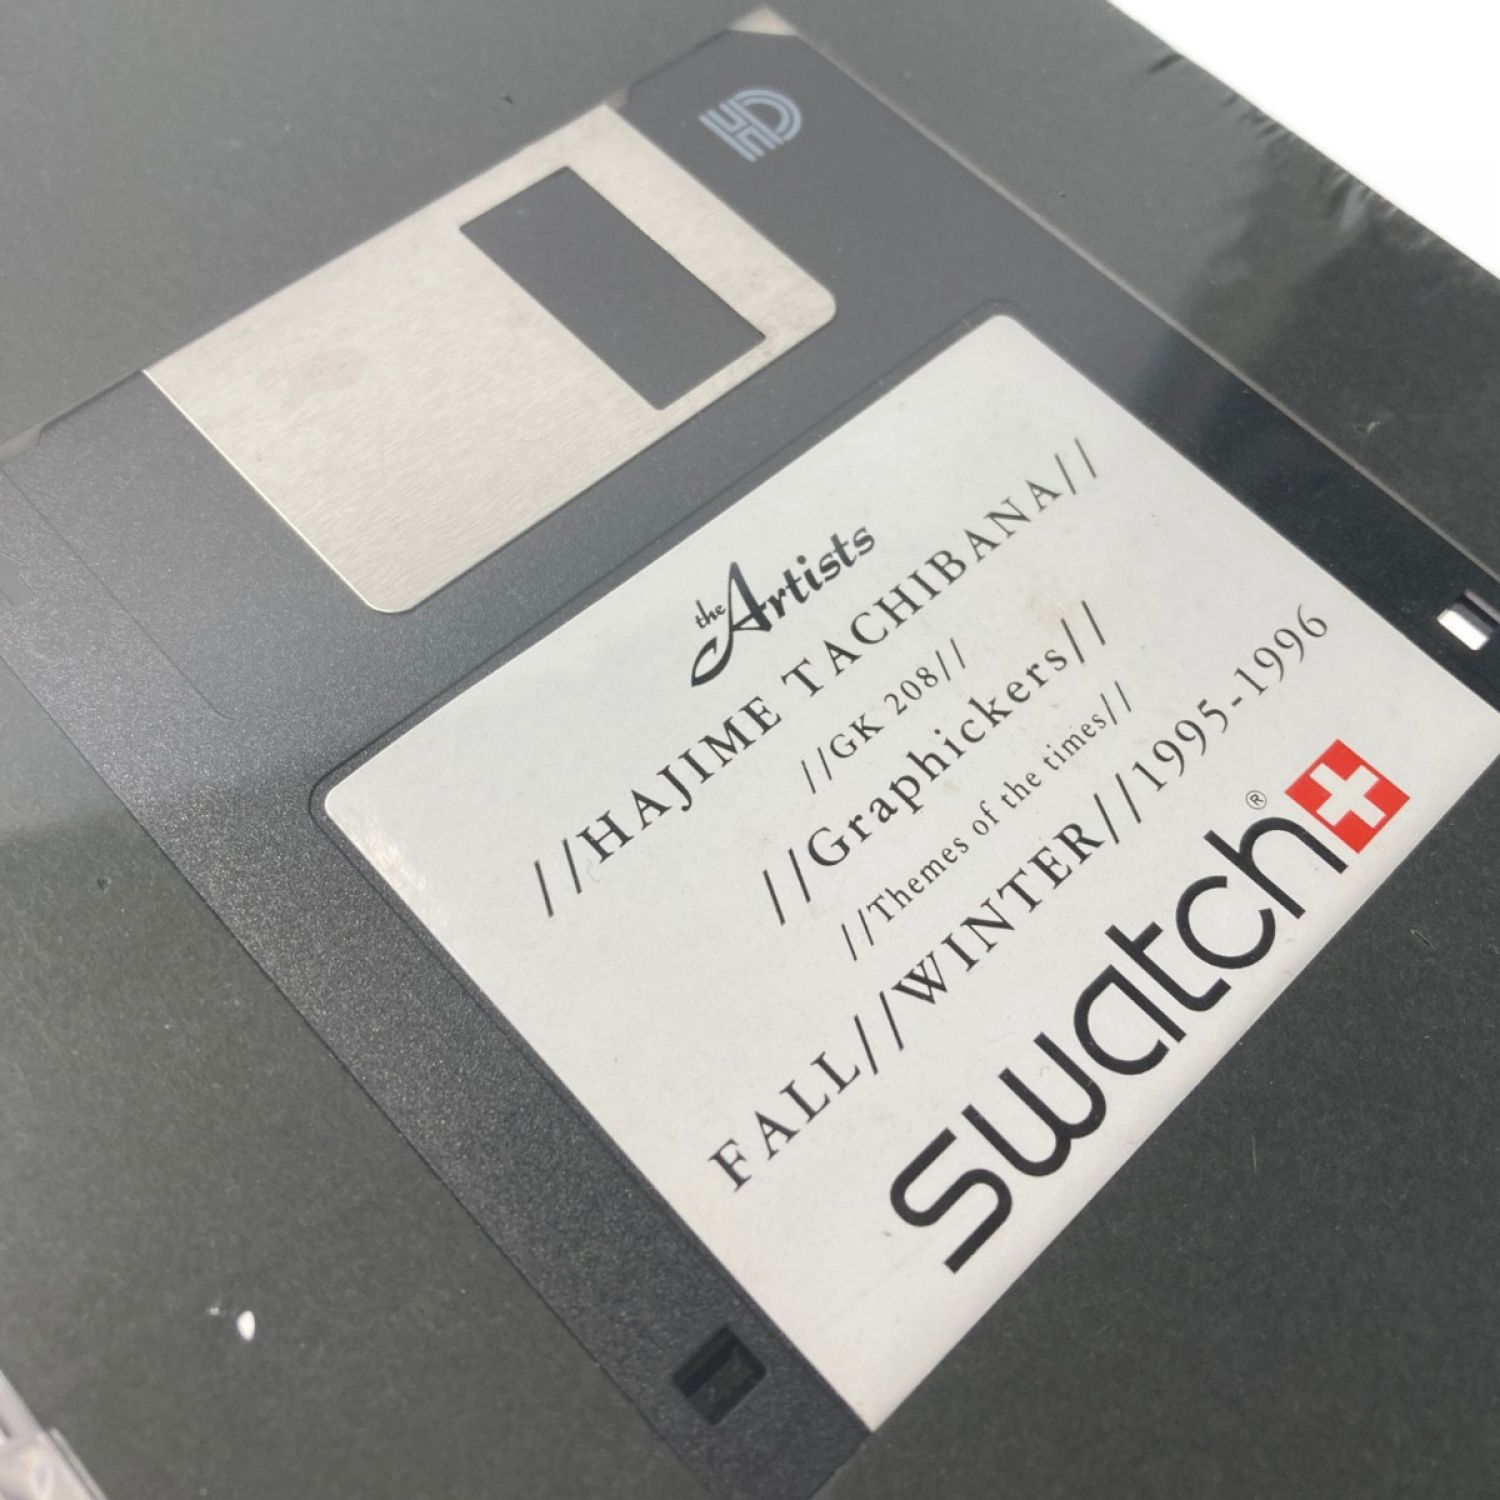 HD
the Artists
//HAJIME TACHIBANA//
//GK 208//
//Graphickers//
//Themes of the times//
FALL//WINTER//1995-1996
swatch®